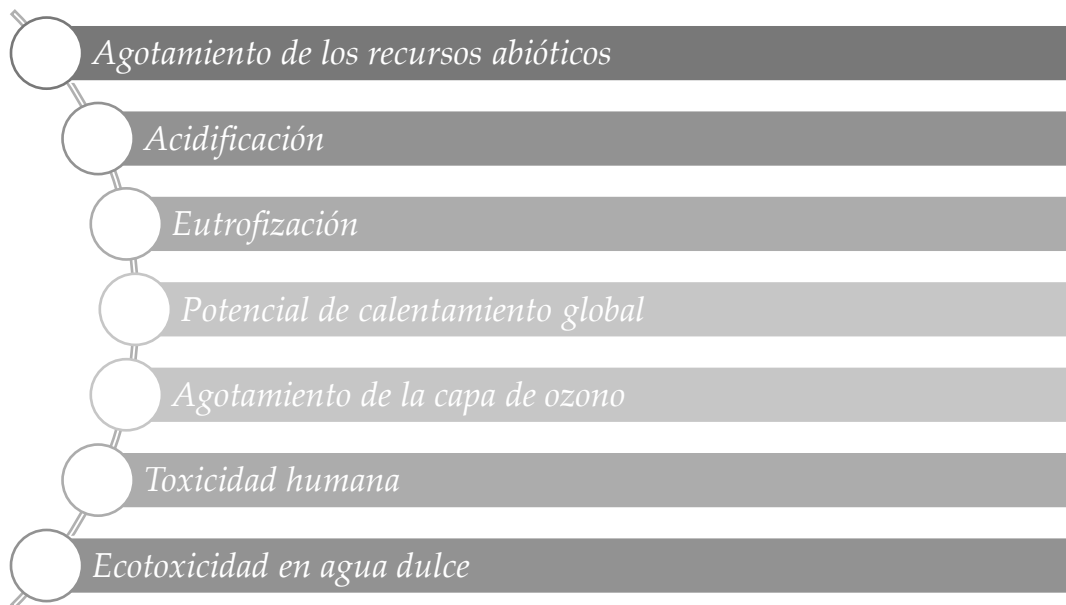 Agotamiento de los recursos abióticos
Acidificación
Eutrofización
Potencial de calentamiento global
Agotamiento de la capa de ozono
Toxicidad humana
Ecotoxicidad en agua dulce